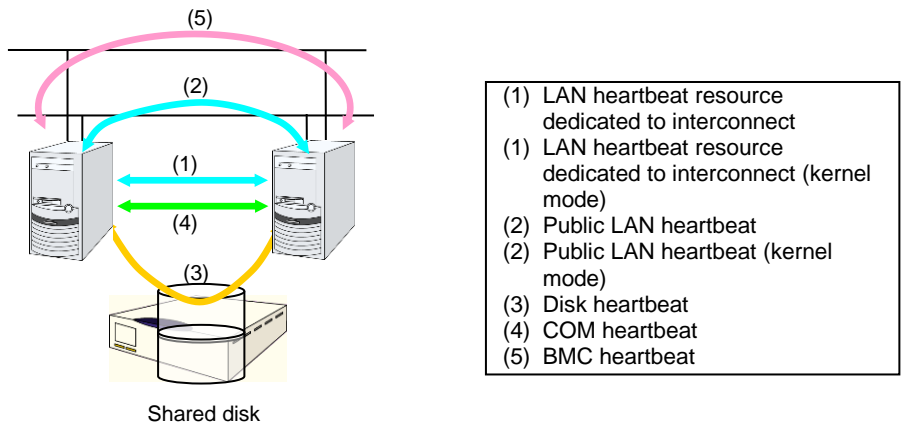 (5)
(2)
(1)
(4)
(3)
Shared disk
(1) LAN heartbeat resource
dedicated to interconnect
(1) LAN heartbeat resource
dedicated to interconnect (kernel
mode)
(2) Public LAN heartbeat
(2) Public LAN heartbeat (kernel
mode)
(3) Disk heartbeat
(4) COM heartbeat
(5) BMC heartbeat